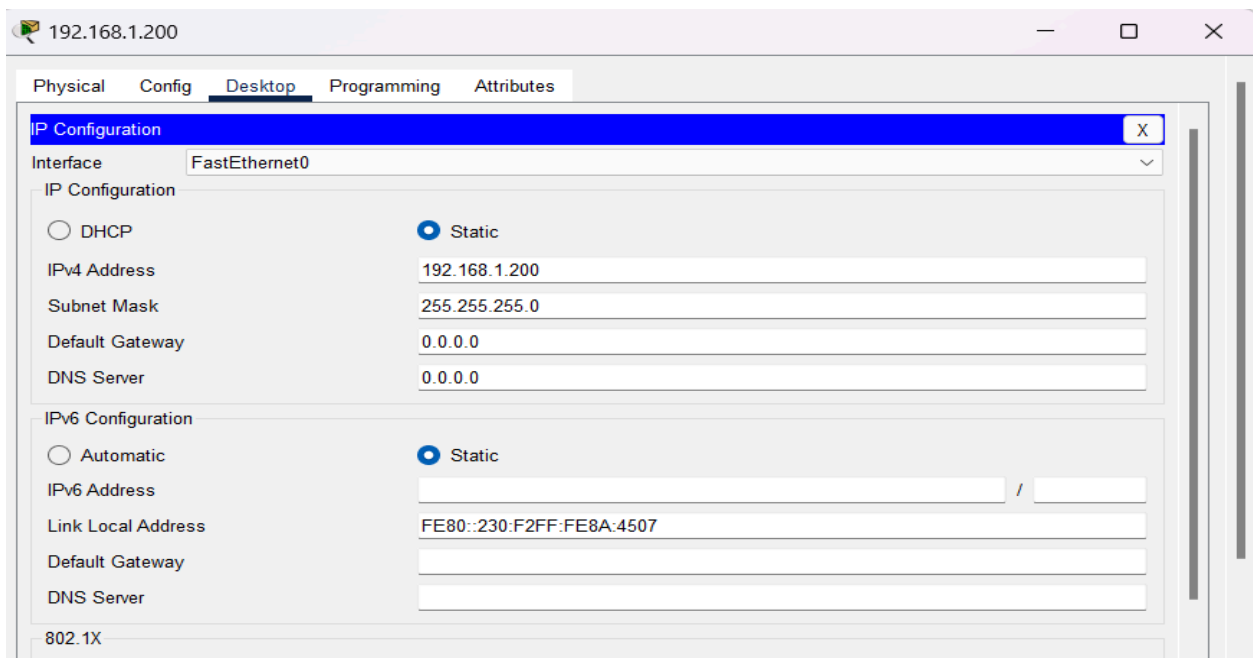 192.168.1.200
Physical Config Desktop Programming Attributes
IP Configuration X
Interface FastEthernet0
IP Configuration
DHCP Static
IPv4 Address 192.168.1.200
Subnet Mask 255.255.255.0
Default Gateway 0.0.0.0
DNS Server 0.0.0.0
IPv6 Configuration
Automatic Static
IPv6 Address /
Link Local Address FE80::230:F2FF:FE8A:4507
Default Gateway
DNS Server
802.1X